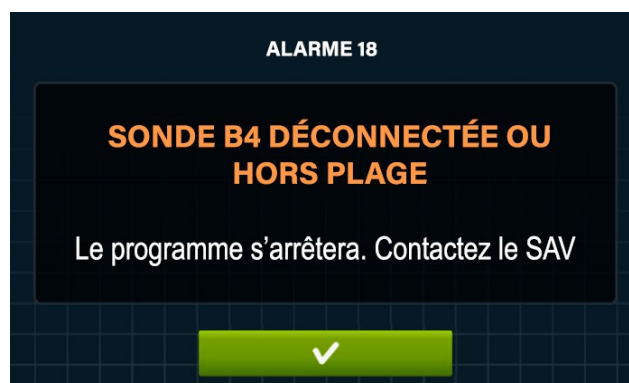 ALARME 18
SONDE B4 DÉCONNECTÉE OU
HORS PLAGE
Le programme s’arrêtera. Contactez le SAV